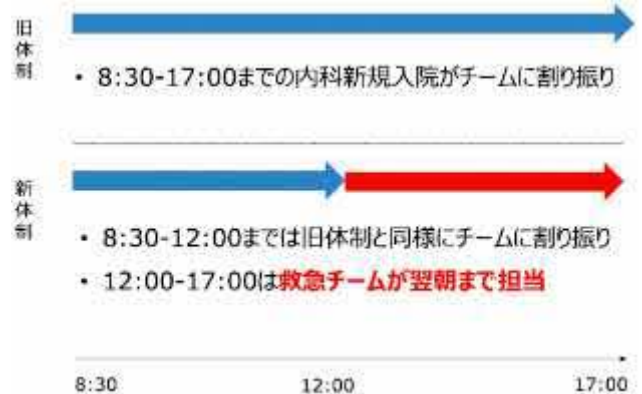 旧体制
• 8:30-17:00までの内科新規入院がチームに割り振り
新体制
• 8:30-12:00までは旧体制と同様にチームに割り振り
• 12:00-17:00は救急チームが翌朝まで担当
8:30 12:00 17:00